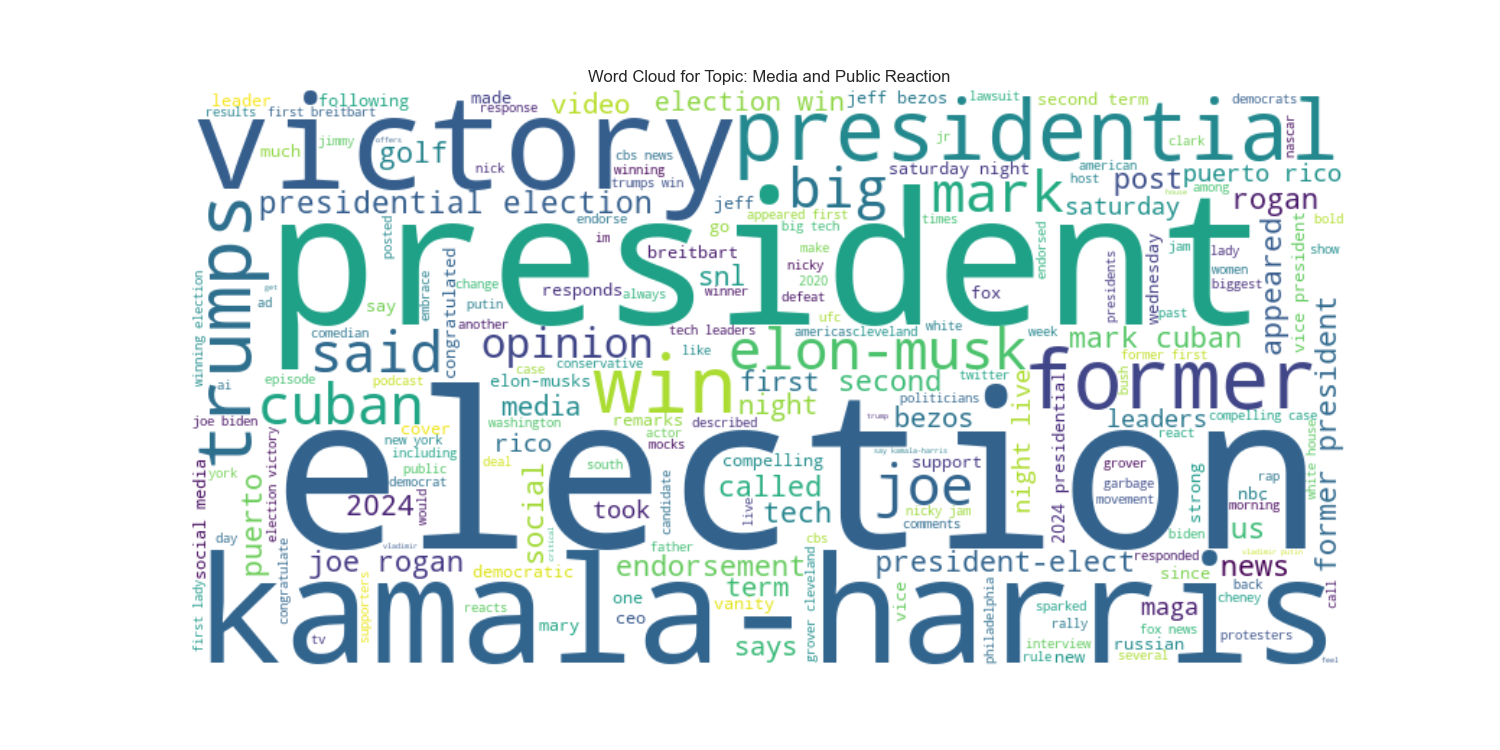 Word Cloud for Topic: Media and Public Reaction
leader
following
made
response
video
election win
jeff bezos
lawsuit
second term
democrats
results
first breitbart
victory
presidential
jimmy
offers
much
golf
nick
cbs news
winning
trumps win
jr
clark
nascar
saturday night
american
host
big
mark
post
puerto rico
house
among
presidential election
jeff
saturday
rogan
endorse
appeared first
times
bold
trumps
posted
im
go
big tech
president
breitbart
make
endorsed
jam
lady
show
appeared
vice president
congratulated
snl
nicky
2020
women
wednesday
presidents
biggest
winning election
get
embrace
change
responds
always
winner
defeat
fox
ad
say
putin
past
ufc
another
tech leaders
americascleveland
white
week
comedian
said
opinion
elon-musk
mark cuban
like
conservative
former first
case
former
ai
episode
podcast
elon-musks
win
first
second
twitter
bush
former president
cuban
media
night
night live
politicians
2024 presidential
bezos
leaders
compelling case
joe biden
cover
washington
remarks
described
trump
actor
mocks
react
white house
new york
including
rico
election
say kamala-harris
york
public
deal
south
compelling
support
grover
rap
social media
puerto
election victory
democrat
would
social
called
joe
garbage
movement
strong
nbc
morning
2024
took
candidate
live
tech
nicky jam
comments
us
day
critical
vladimir
father
cbs
biden
vladimir putin
joe rogan
democratic
endorsement
president-elect
responded
since
news
congratulate
term
back
call
first lady
kamala-harris
supporters
reacts
one
vanity
vice
philadelphia
sparked
maga
cheney
tv
mary
ceo
says
grover cleveland
rally
interview
fox news
russian
protesters
rule
new
several
feel